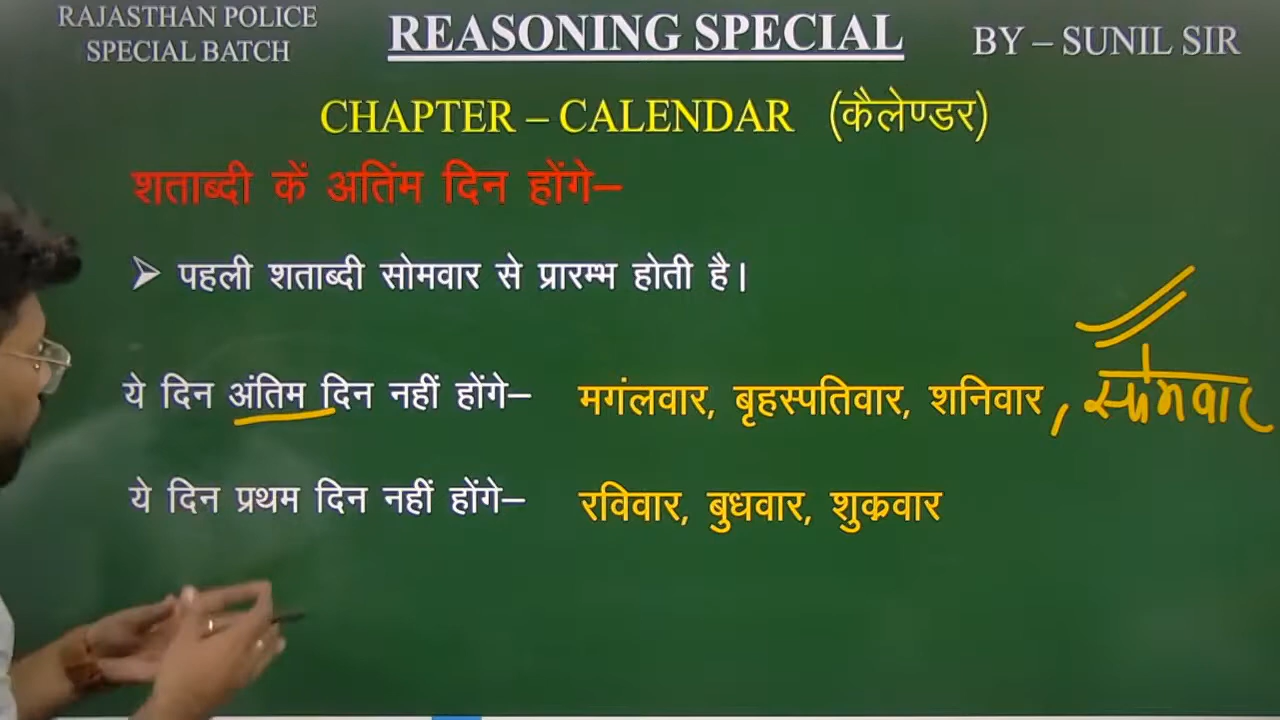 RAJASTHAN POLICE
SPECIAL BATCH
REASONING SPECIAL
BY – SUNIL SIR
CHAPTER – CALENDAR (कैलेण्डर)
शताब्दी कें अतिंम दिन होंगे–
➢ पहली शताब्दी सोमवार से प्रारम्भ होती है।
ये दिन अंतिम दिन नहीं होंगे– मगंलवार, बृहस्पतिवार, शनिवार, सोमवार
ये दिन प्रथम दिन नहीं होंगे– रविवार, बुधवार, शुक्रवार